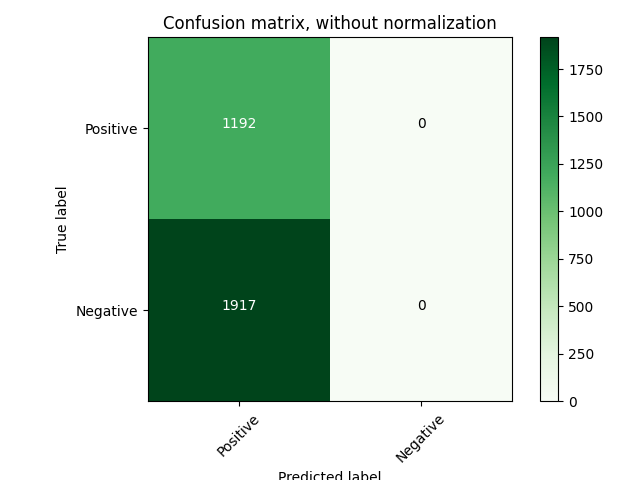 Confusion matrix, without normalization
True label
Positive
1192
0
Negative
1917
0
Positive
Negative
Predicted label
1750
1500
1250
1000
750
500
250
0